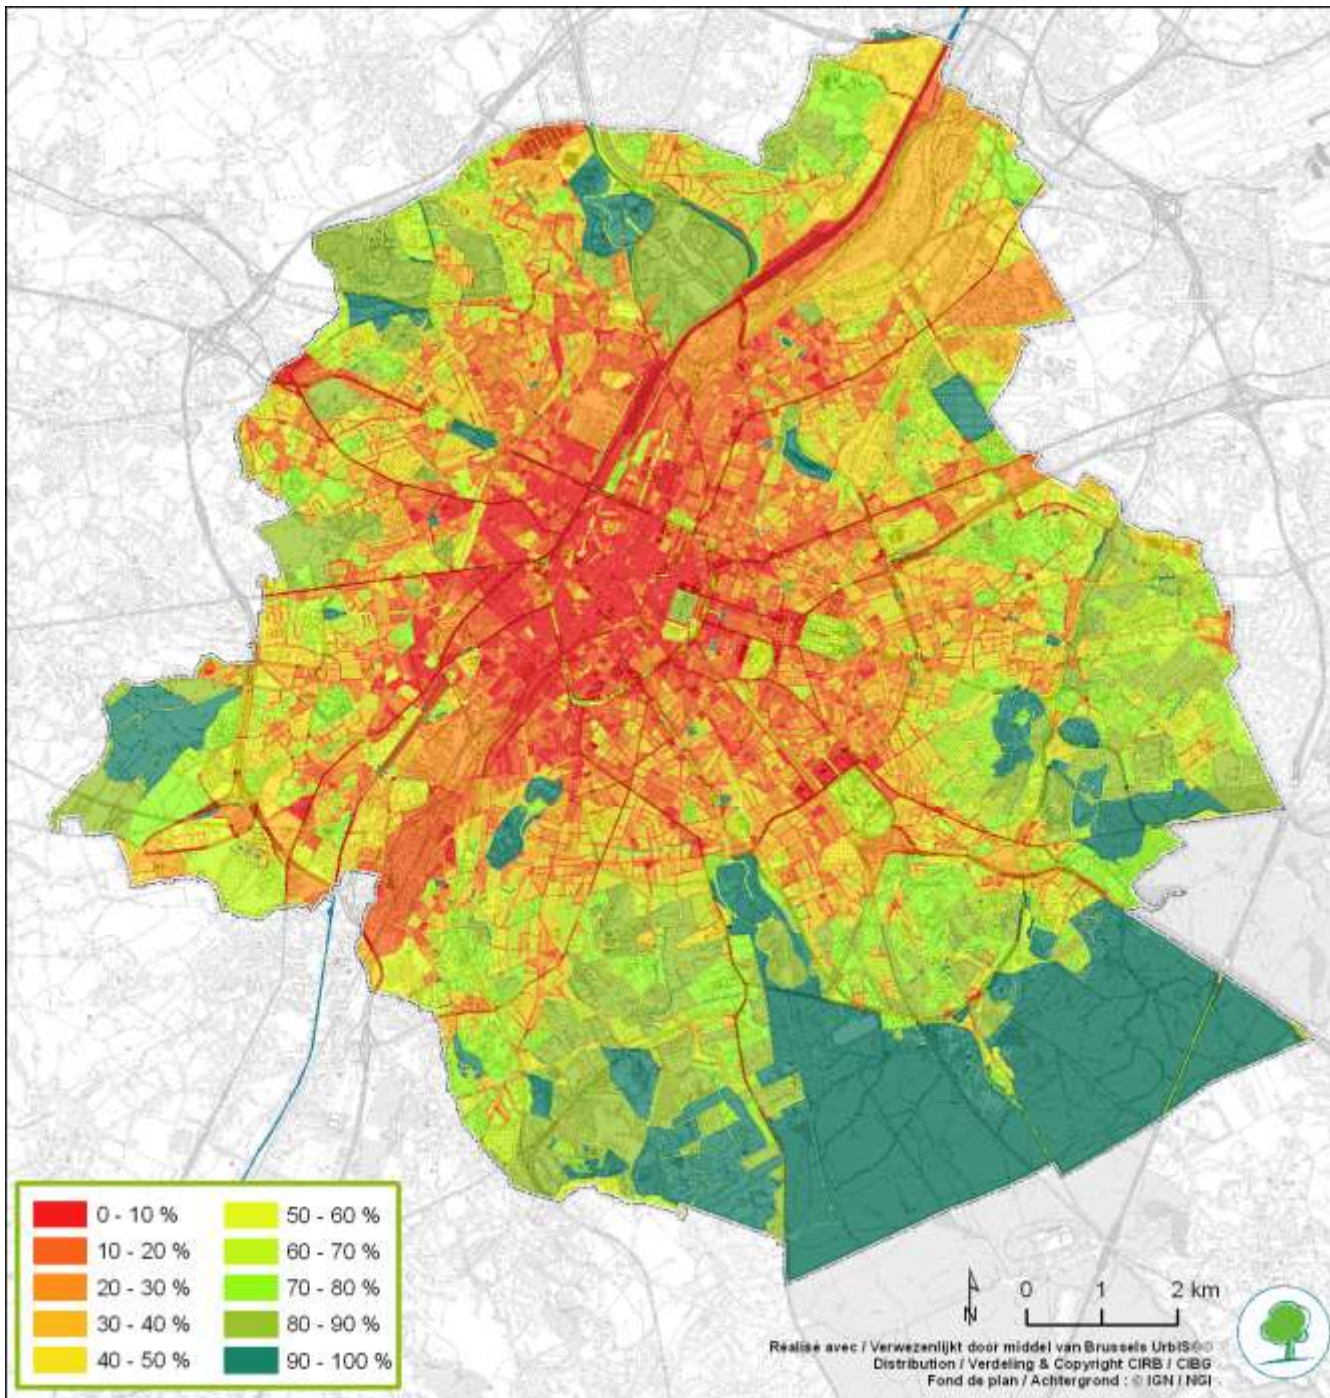 0 - 10 %
10 - 20 %
20 - 30 %
30 - 40 %
40 - 50 %
50 - 60 %
60 - 70 %
70 - 80 %
80 - 90 %
90 - 100 %
N
0 1 2 km
Réalisé avec / Verwezenlijkt door middel van Brussels UrbIS®©
Distribution / Verdeling & Copyright CIRB / CIBG
Fond de plan / Achtergrond : © IGN / NGI